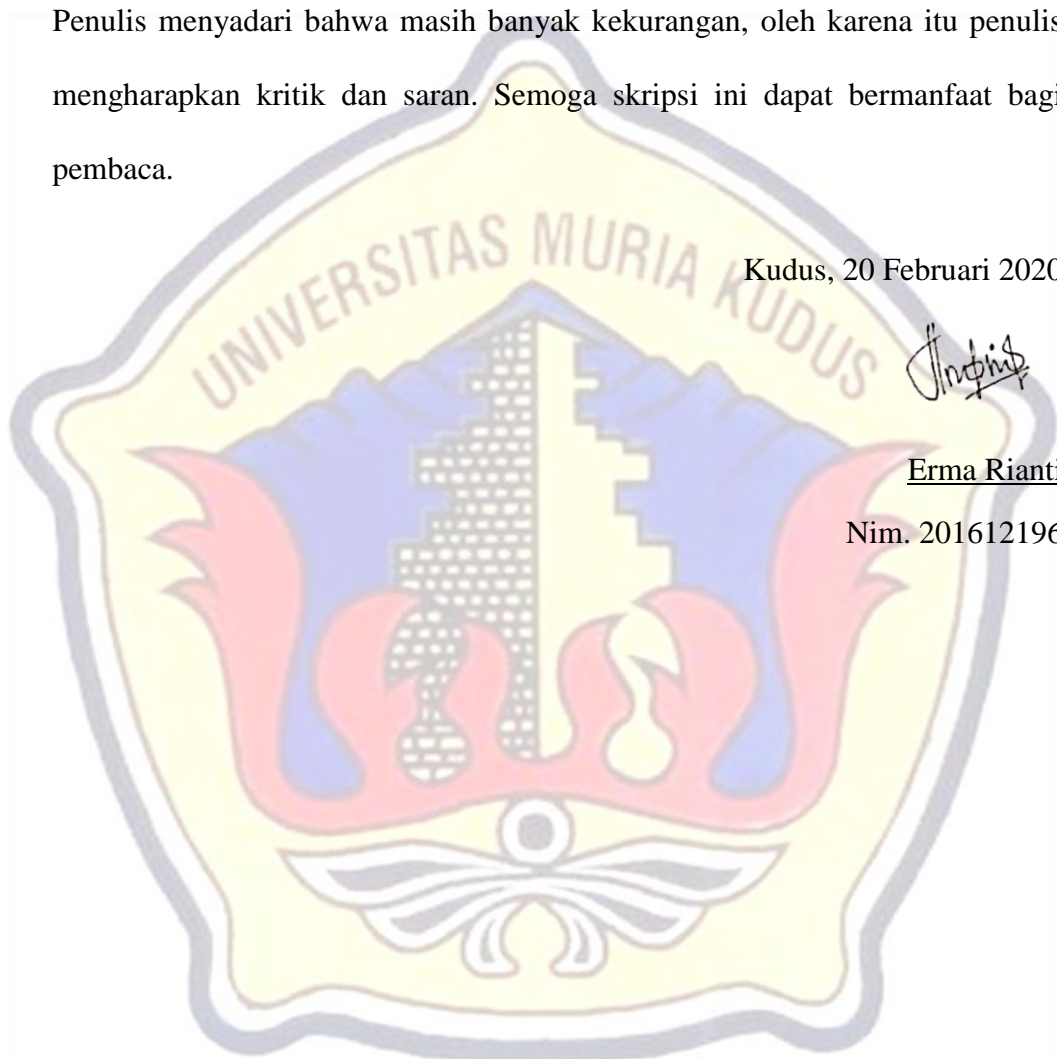 Penulis menyadari bahwa masih banyak kekurangan, oleh karena itu penulis
mengharapkan kritik dan saran. Semoga skripsi ini dapat bermanfaat bagi
pembaca.
UNIVERSITAS MURIA KUDUS
Kudus, 20 Februari 2020
Erma Rianti
Nim. 201612196